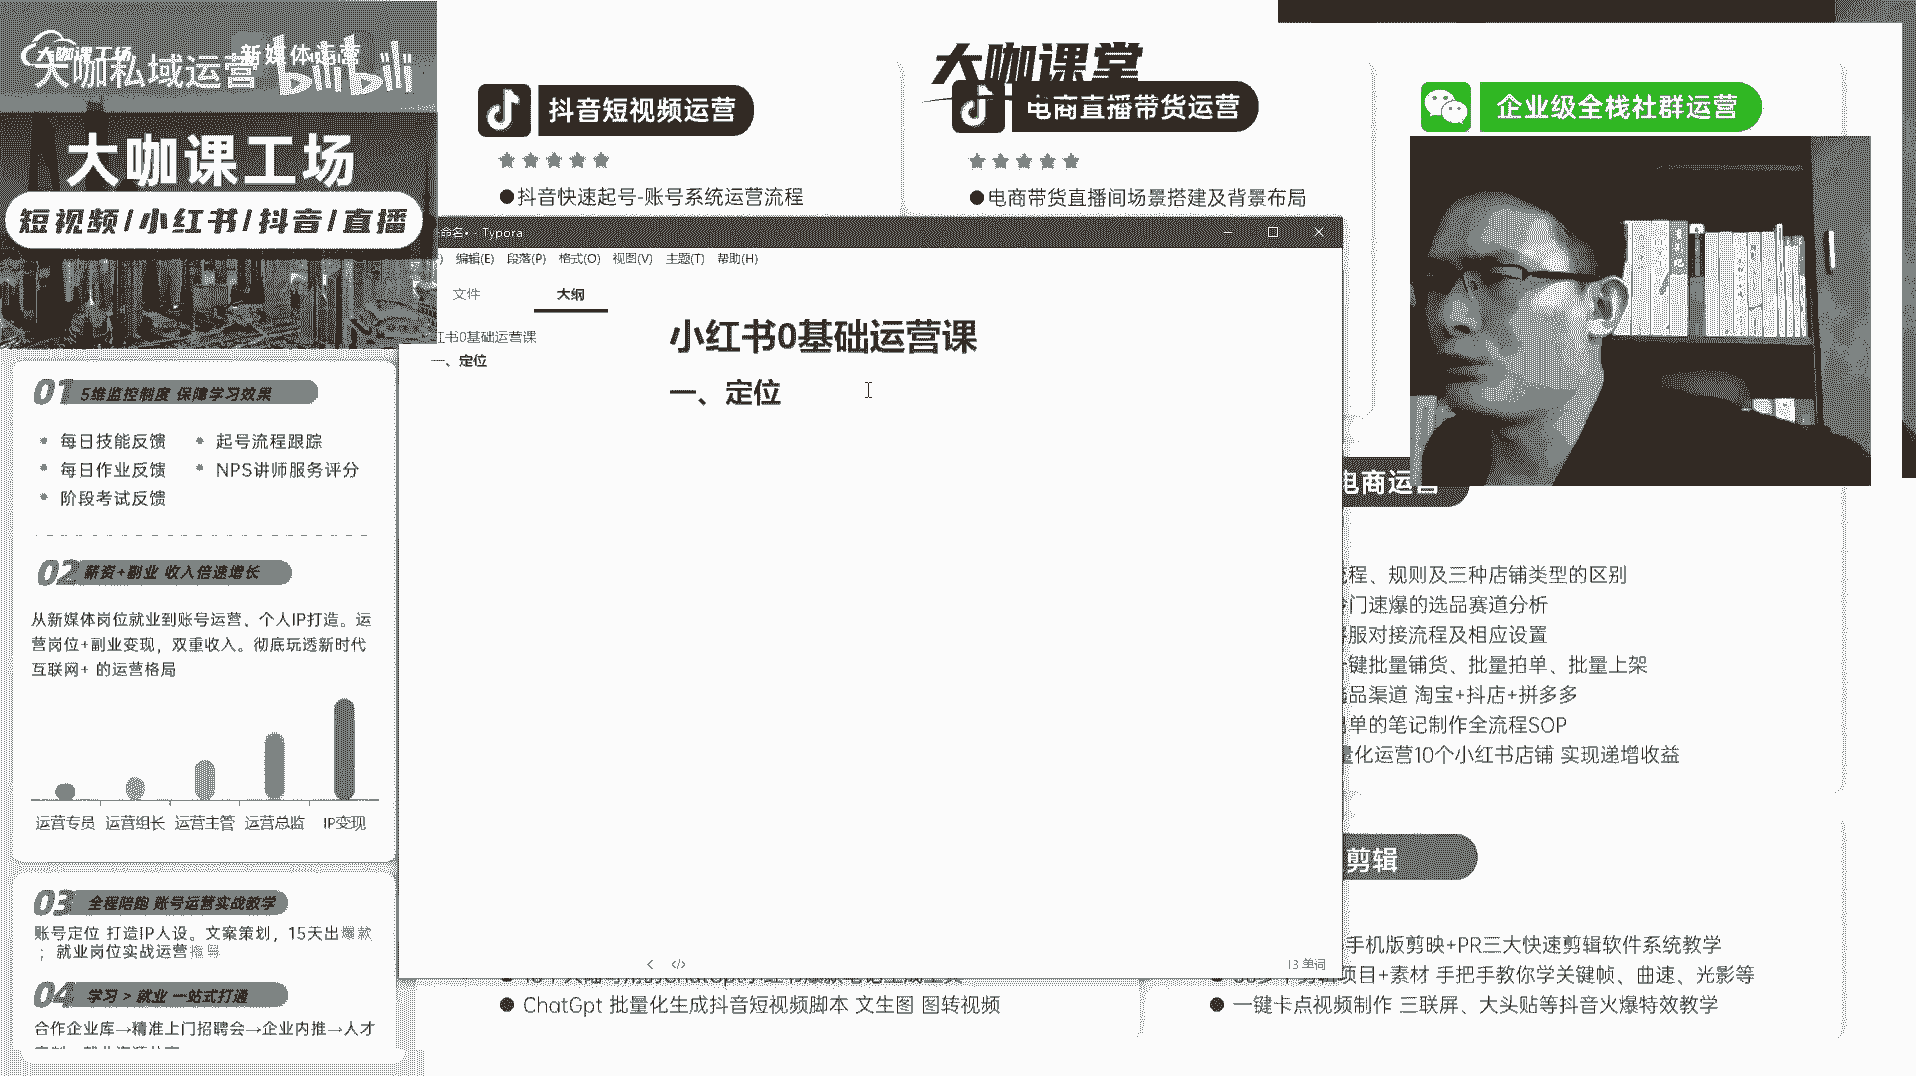 大咖课工场
新媒体运营
大咖私域运营
bilibili
大咖课工场
短视频/小红书/抖音/直播
01 5维监控制度 保障学习效果
每日技能反馈
起号流程跟踪
每日作业反馈
NPS讲师服务评分
阶段考试反馈
02 薪资+副业 收入倍速增长
从新媒体岗位就业到账号运营、个人IP打造。运
营岗位+副业变现，双重收入。彻底玩透新时代
互联网+ 的运营格局
运营专员 运营组长 运营主管 运营总监 IP变现
03 全程陪跑 账号运营实战教学
账号定位 打造IP人设。文案策划，15天出爆款
；就业岗位实战运营指导
04 学习 > 就业 一站式打通
合作企业库→精准上门招聘会→企业内推→人才
大咖课堂
抖音短视频运营
●抖音快速起号-账号系统运营流程
电商直播带货运营
●电商带货直播间场景搭建及背景布局
企业级全栈社群运营
命名• - Typora
) 编辑(E) 段落(P) 格式(O) 视图(V) 主题(T) 帮助(H)
文件 大纲
红书0基础运营课
一、定位
小红书0基础运营课
一、定位
13 单词
电商运营
流程、规则及三种店铺类型的区别
冷门速爆的选品赛道分析
客服对接流程及相应设置
一键批量铺货、批量拍单、批量上架
选品渠道 淘宝+抖店+拼多多
出单的笔记制作全流程SOP
量化运营10个小红书店铺 实现递增收益
剪辑
手机版剪映+PR三大快速剪辑软件系统教学
项目+素材 手把手教你学关键帧、曲速、光影等
● 一键卡点视频制作 三联屏、大头贴等抖音火爆特效教学
● ChatGpt 批量化生成抖音短视频脚本 文生图 图转视频